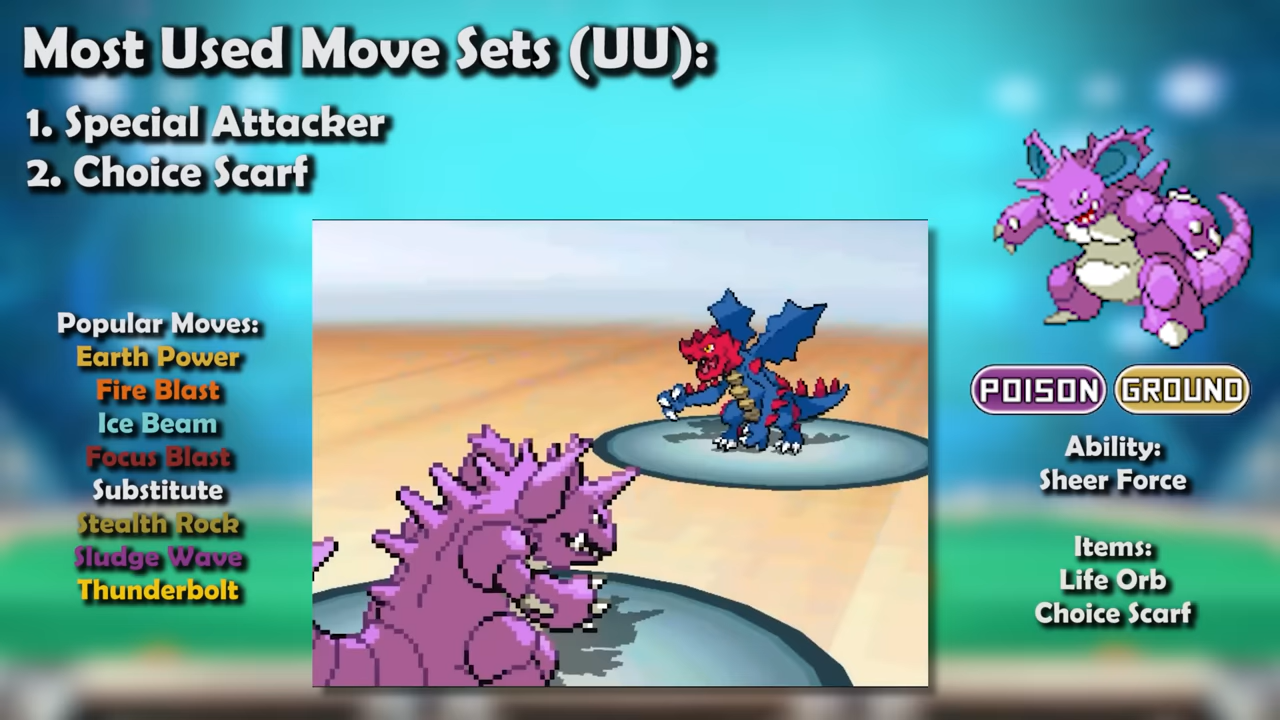 Most Used Move Sets (UU):
1. Special Attacker
2. Choice Scarf
Popular Moves:
Earth Power
Fire Blast
Ice Beam
Focus Blast
Substitute
Stealth Rock
Sludge Wave
Thunderbolt
POISON GROUND
Ability:
Sheer Force
Items:
Life Orb
Choice Scarf